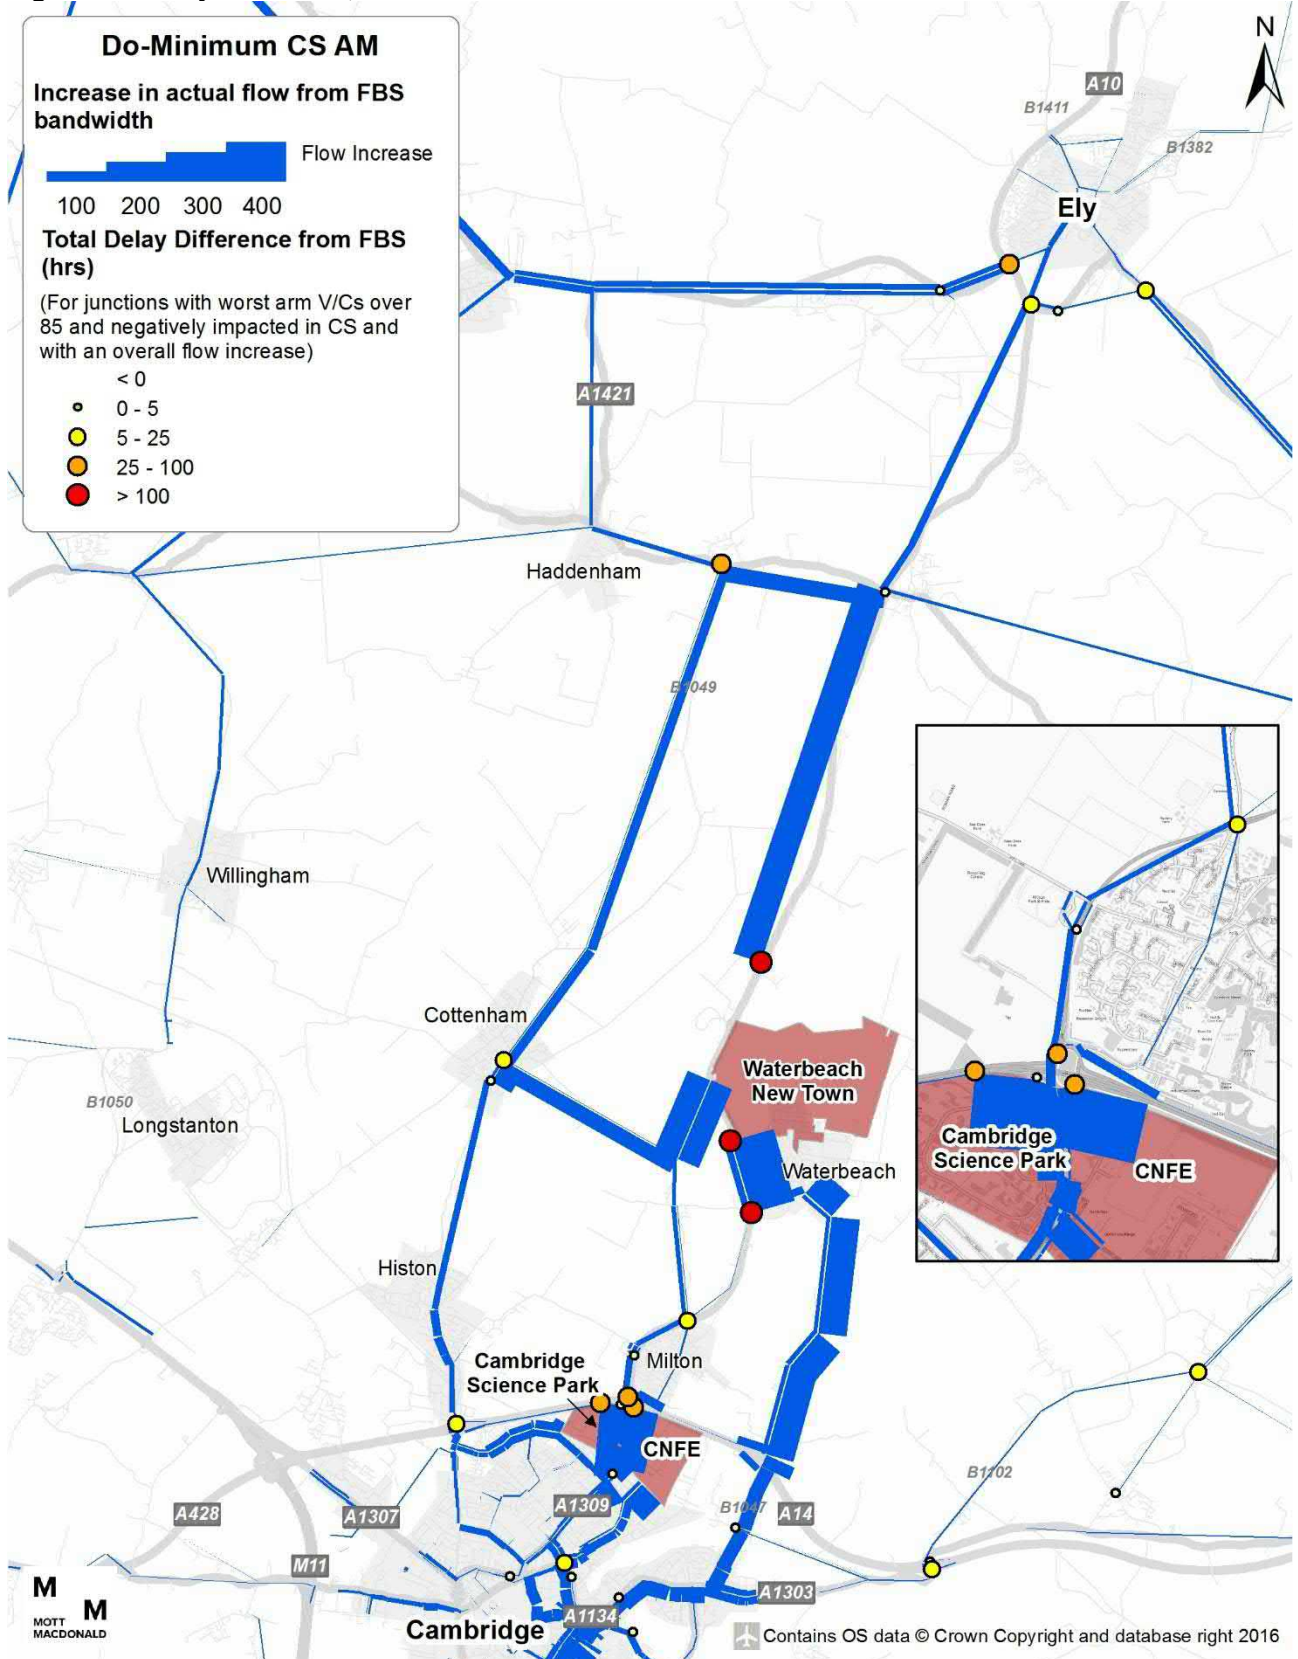 Do-Minimum CS AM
Increase in actual flow from FBS
bandwidth
Flow Increase
100 200 300 400
Total Delay Difference from FBS
(hrs)
(For junctions with worst arm V/Cs over
85 and negatively impacted in CS and
with an overall flow increase)
< 0
0 - 5
5 - 25
25 - 100
> 100
N
A10
B1411
B1382
Ely
A1421
Haddenham
B1049
Willingham
Cottenham
Waterbeach
New Town
B1050
Longstanton
Waterbeach
Cambridge
Science Park
CNFE
Histon
Cambridge
Science Park
Milton
CNFE
B1102
A428
A1307
A1309
B1047
A14
M11
A1303
A1134
Cambridge
M M
MOTT
MACDONALD
Contains OS data © Crown Copyright and database right 2016